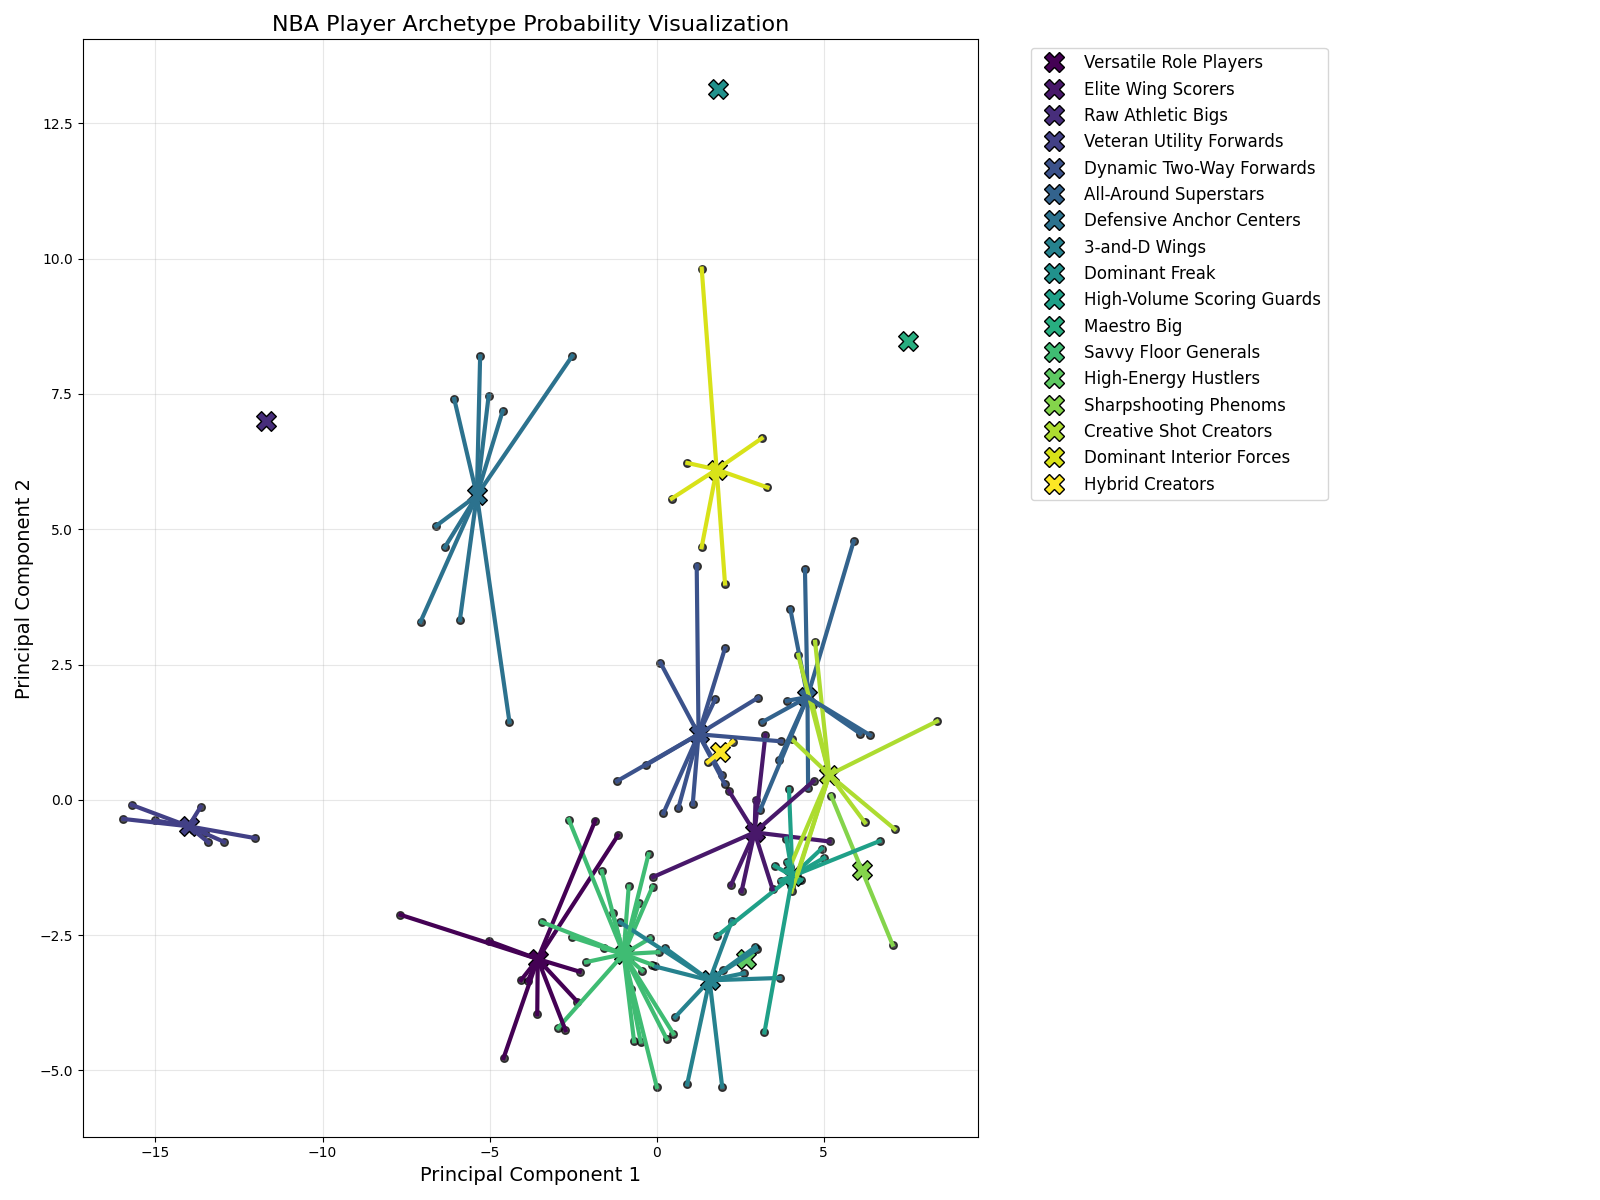 NBA Player Archetype Probability Visualization
Versatile Role Players
Elite Wing Scorers
Raw Athletic Bigs
Veteran Utility Forwards
Dynamic Two-Way Forwards
All-Around Superstars
Defensive Anchor Centers
3-and-D Wings
Dominant Freak
High-Volume Scoring Guards
Maestro Big
Savvy Floor Generals
High-Energy Hustlers
Sharpshooting Phenoms
Creative Shot Creators
Dominant Interior Forces
Hybrid Creators
Principal Component 2
12.5
10.0
7.5
5.0
2.5
0.0
−2.5
−5.0
−15 −10 −5 0 5
Principal Component 1